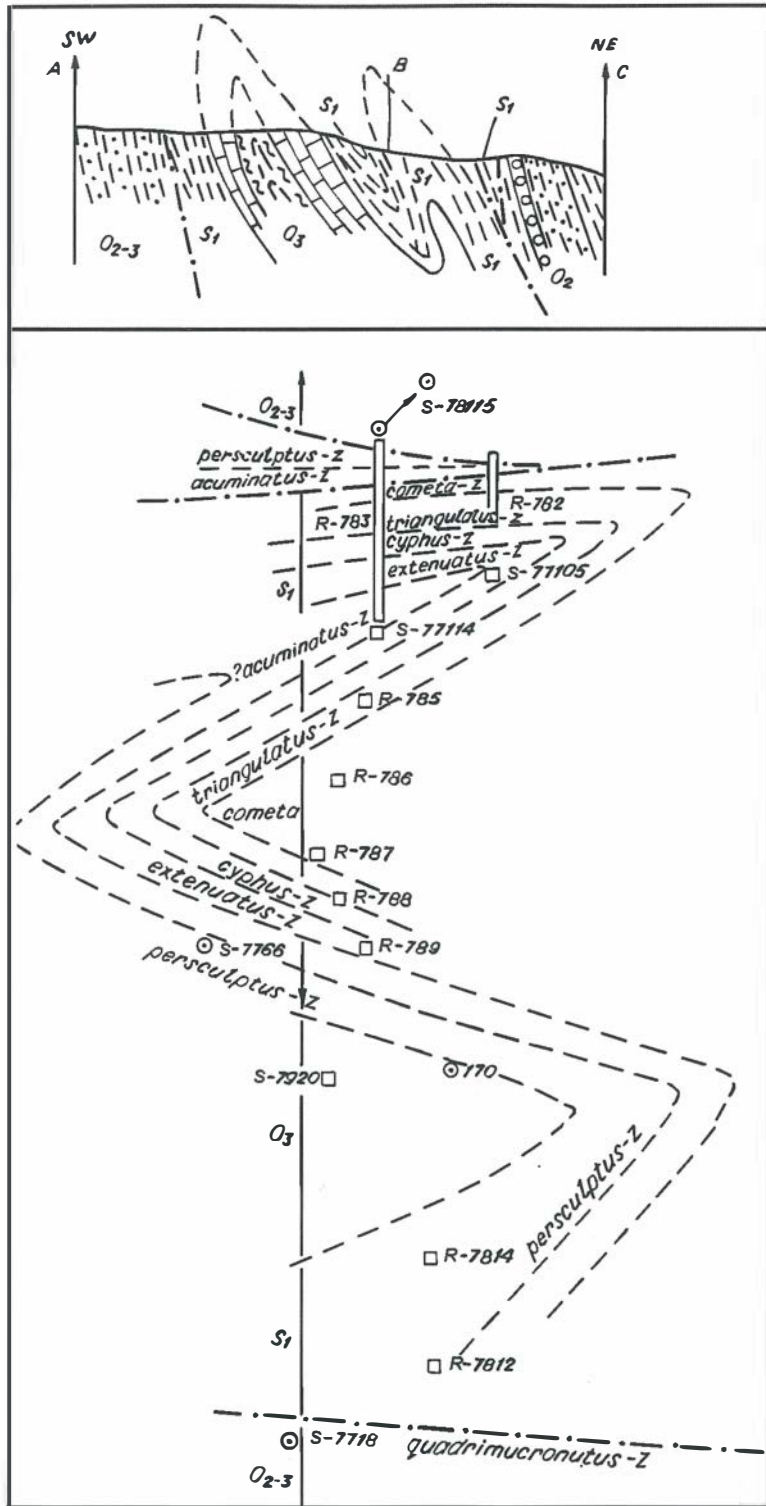 SW
NE
A
B
C
S1
S1
S1
O2-3
S1
O3
S1
O2
S-78115
O2-3
persculptus-z
acuminatus-z
cometa-z
R-782
R-783
triangulatus-z
cyphus-z
extenuatus-z
S1
S-77105
S-77114
?acuminatus-z
R-785
triangulatus-z
R-786
cometa
R-787
cyphus-z
R-788
extenuatus-z
R-789
S-7766
persculptus-z
S-7920
170
O3
persculptus-z
R-7814
S1
R-7812
S-7718
quadrimucronutus-z
O2-3